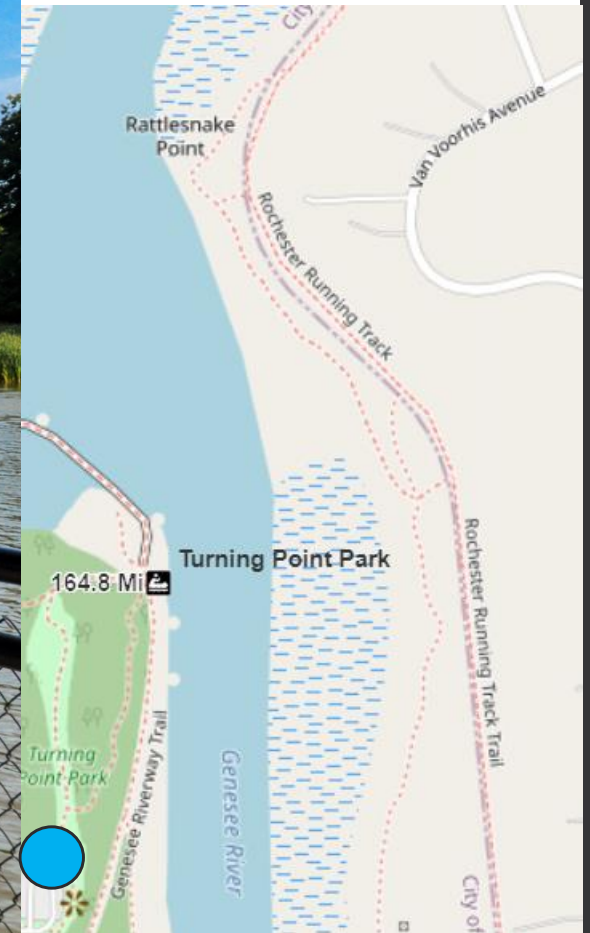 City
Rattlesnake
Point
Van Voorhis Avenue
Rochester Running Track
Turning Point Park
164.8 Mi
Rochester Running Track Trail
Turning
Point Park
Genesee Riverway Trail
Genesee River
City of